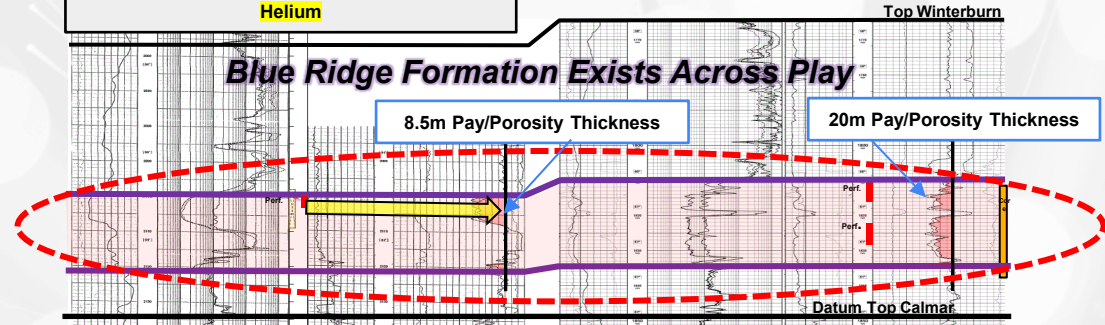 Helium
Top Winterburn
Blue Ridge Formation Exists Across Play
8.5m Pay/Porosity Thickness
20m Pay/Porosity Thickness
Perf.
Perf.
Perf.
Datum Top Calmar